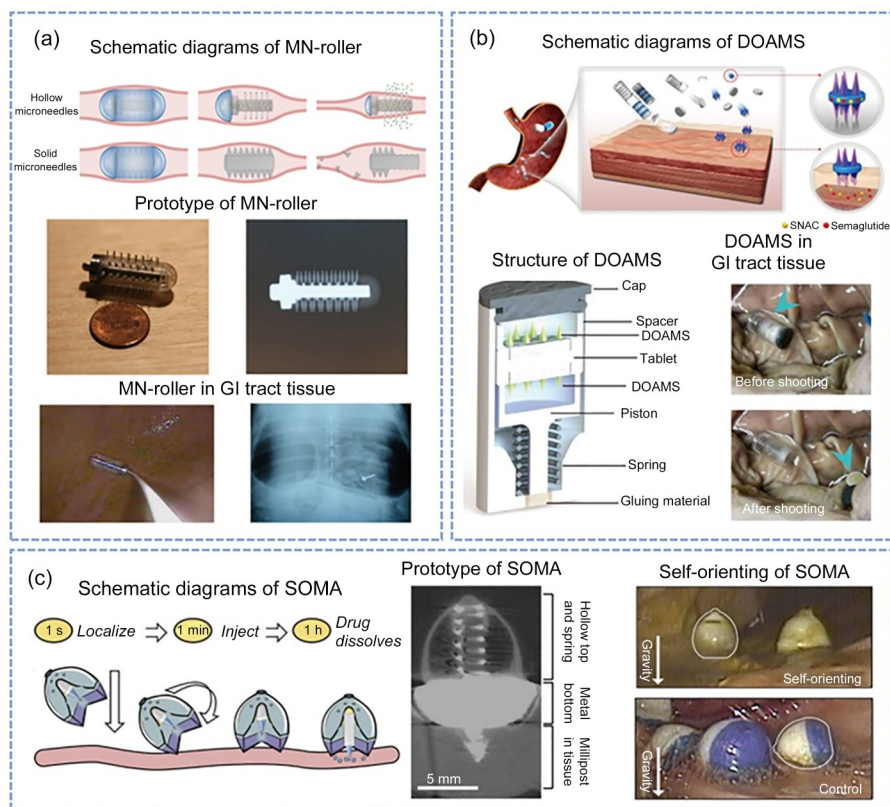 (a)
Schematic diagrams of MN-roller
Hollow
microneedles
Solid
microneedles
Prototype of MN-roller
MN-roller in GI tract tissue
(b)
Schematic diagrams of DOAMS
SNAC
Semaglutide
Structure of DOAMS
Cap
Spacer
DOAMS
Tablet
DOAMS
Piston
Spring
Gluing material
DOAMS in
GI tract tissue
Before shooting
After shooting
(c)
Schematic diagrams of SOMA
1 s
Localize
1 min
Inject
1 h
Drug
dissolves
Prototype of SOMA
5 mm
Hollow top
and spring
Metal
bottom
Millipost
in tissue
Self-orienting of SOMA
Gravity
Self-orienting
Gravity
Control